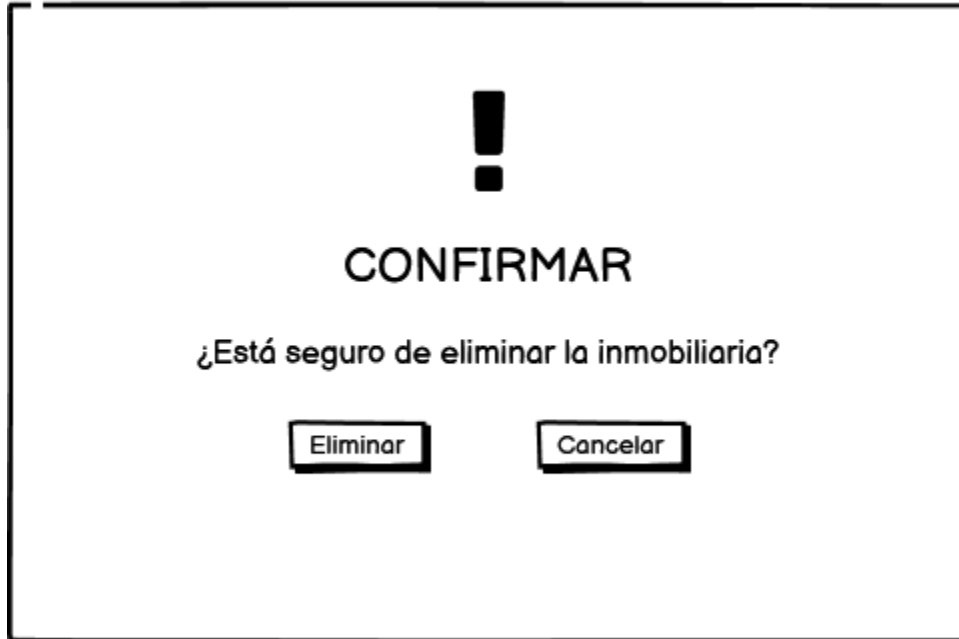 !
CONFIRMAR
¿Está seguro de eliminar la inmobiliaria?
Eliminar
Cancelar